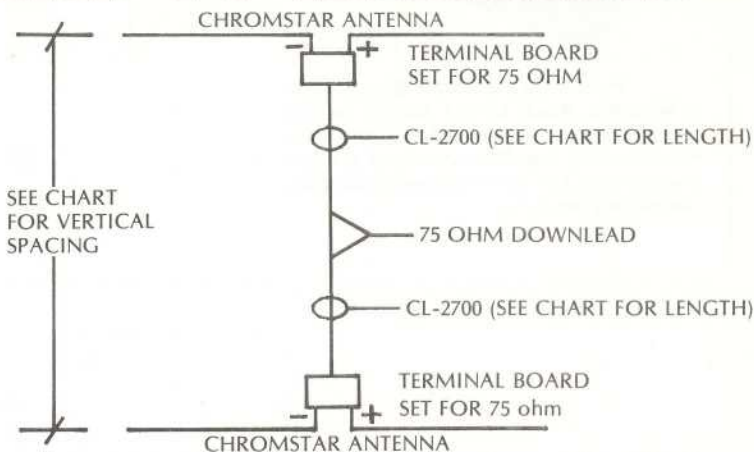 CHROMSTAR ANTENNA
- +
TERMINAL BOARD
SET FOR 75 OHM
CL-2700 (SEE CHART FOR LENGTH)
SEE CHART
FOR VERTICAL
SPACING
75 OHM DOWNLEAD
CL-2700 (SEE CHART FOR LENGTH)
TERMINAL BOARD
SET FOR 75 ohm
- +
CHROMSTAR ANTENNA